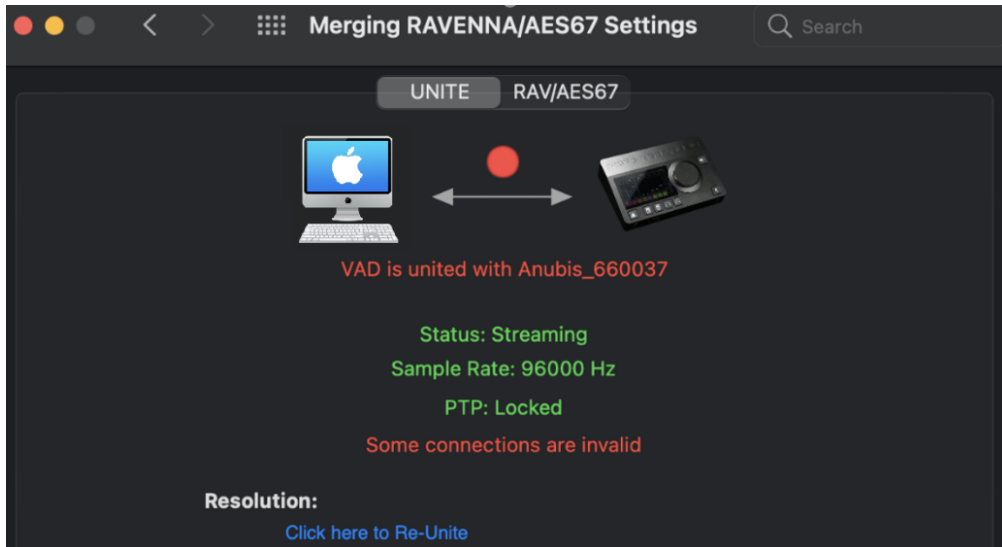 Merging RAVENNA/AES67 Settings
Search
UNITE
RAV/AES67
VAD is united with Anubis_660037
Status: Streaming
Sample Rate: 96000 Hz
PTP: Locked
Some connections are invalid
Resolution:
Click here to Re-Unite